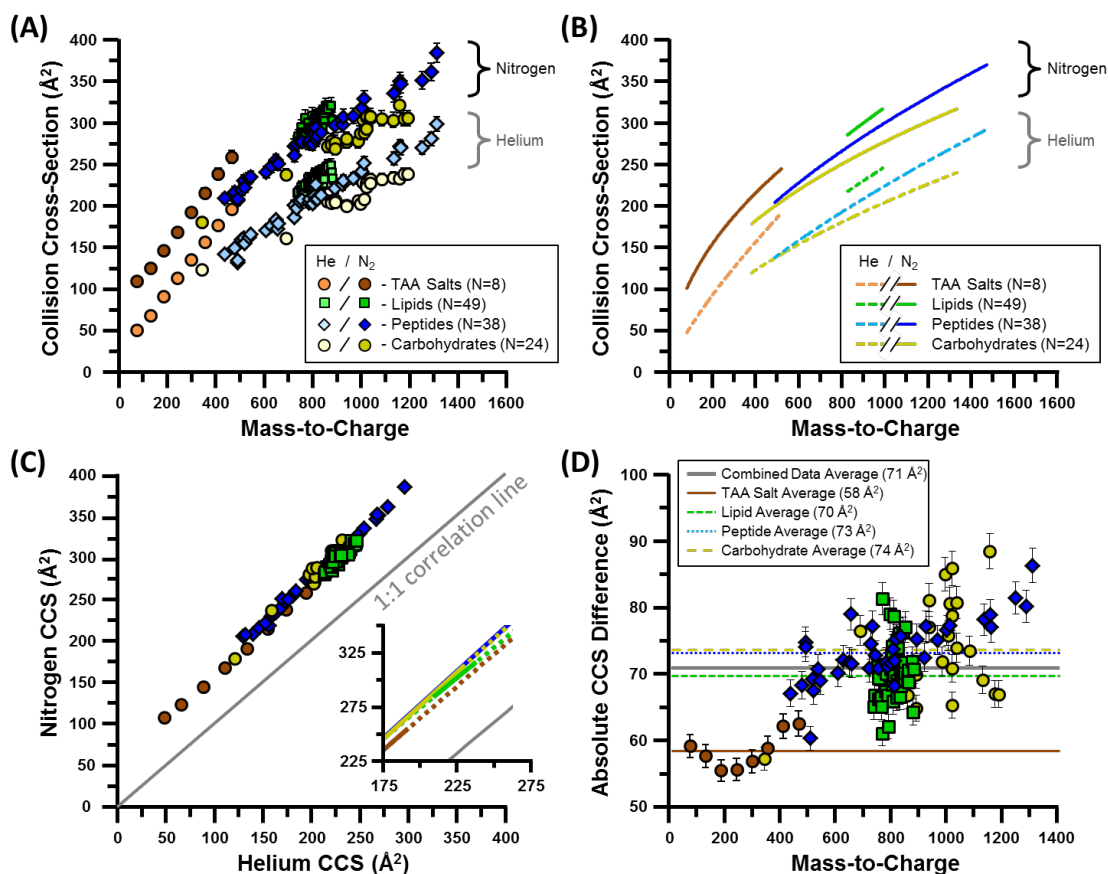 (A)
Collision Cross-Section (Å²)
400
350
300
250
200
150
100
50
0
0 200 400 600 800 1000 1200 1400 1600
Mass-to-Charge
Nitrogen
Helium
He / N₂
/ - TAA Salts (N=8)
/ - Lipids (N=49)
/ - Peptides (N=38)
/ - Carbohydrates (N=24)
(B)
Collision Cross-Section (Å²)
400
350
300
250
200
150
100
50
0
0 200 400 600 800 1000 1200 1400 1600
Mass-to-Charge
Nitrogen
Helium
He / N₂
TAA Salts (N=8)
Lipids (N=49)
Peptides (N=38)
Carbohydrates (N=24)
(C)
Nitrogen CCS (Å²)
400
350
300
250
200
150
100
50
0
0 50 100 150 200 250 300 350 400
Helium CCS (Å²)
1:1 correlation line
325
275
225
175 225 275
(D)
Absolute CCS Difference (Å²)
100
90
80
70
60
50
0 200 400 600 800 1000 1200 1400
Mass-to-Charge
Combined Data Average (71 Å²)
TAA Salt Average (58 Å²)
Lipid Average (70 Å²)
Peptide Average (73 Å²)
Carbohydrate Average (74 Å²)